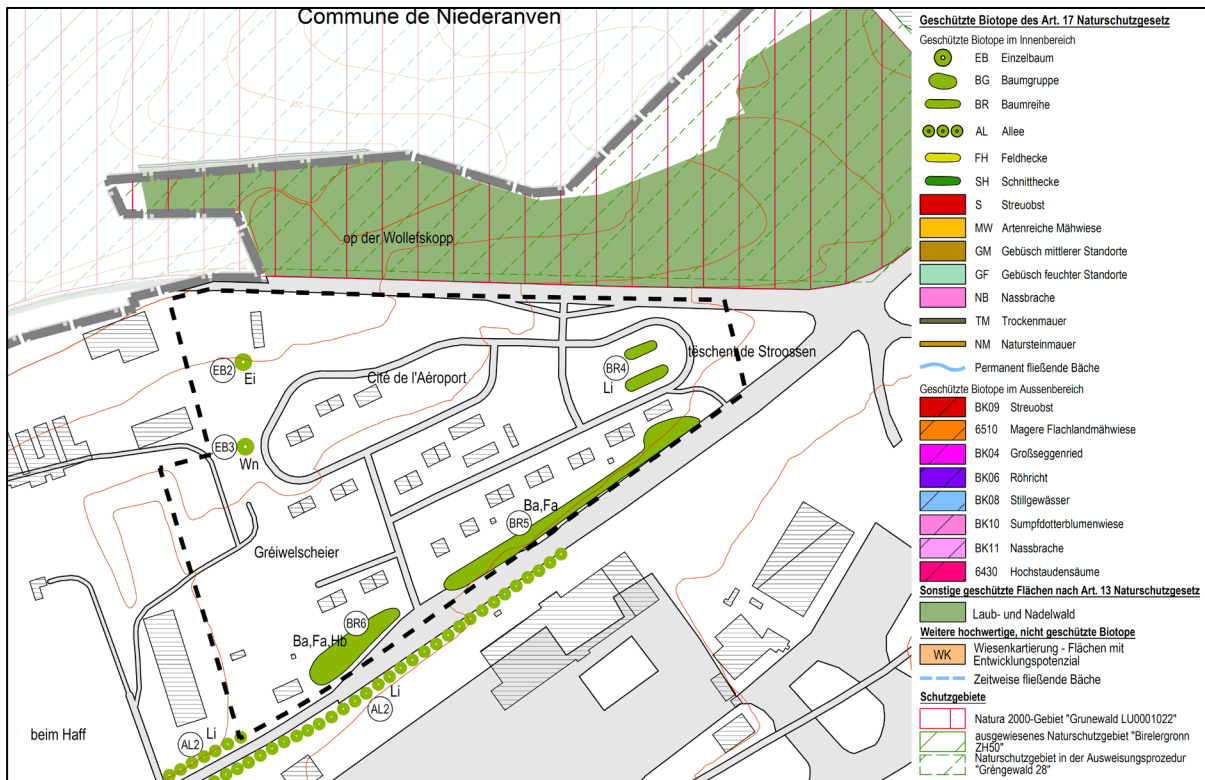 Commune de Niederanven
op der Wollefskopp
EB2
Ei
Cité de l'Aéroport
BR4
Li
tëschent de Stroossen
EB3
Wn
Ba,Fa
BR5
Gréiwelscheier
BR6
Ba,Fa,Hb
Li
AL2
beim Haff
Li
AL2
Geschützte Biotope des Art. 17 Naturschutzgesetz
Geschützte Biotope im Innenbereich
EB Einzelbaum
BG Baumgruppe
BR Baumreihe
AL Allee
FH Feldhecke
SH Schnitthecke
S Streuobst
MW Artenreiche Mähwiese
GM Gebüsch mittlerer Standorte
GF Gebüsch feuchter Standorte
NB Nassbrache
TM Trockenmauer
NM Natursteinmauer
Permanent fließende Bäche
Geschützte Biotope im Aussenbereich
BK09 Streuobst
6510 Magere Flachlandmähwiese
BK04 Großseggenried
BK06 Röhricht
BK08 Stillgewässer
BK10 Sumpfdotterblumenwiese
BK11 Nassbrache
6430 Hochstaudensäume
Sonstige geschützte Flächen nach Art. 13 Naturschutzgesetz
Laub- und Nadelwald
Weitere hochwertige, nicht geschützte Biotope
WK Wiesenkartierung - Flächen mit
Entwicklungspotenzial
Zeitweise fließende Bäche
Schutzgebiete
Natura 2000-Gebiet "Grunewald LU0001022"
ausgewiesenes Naturschutzgebiet "Birelergronn
ZH50"
Naturschutzgebiet in der Ausweisungsprozedur
"Gréngewald 28"